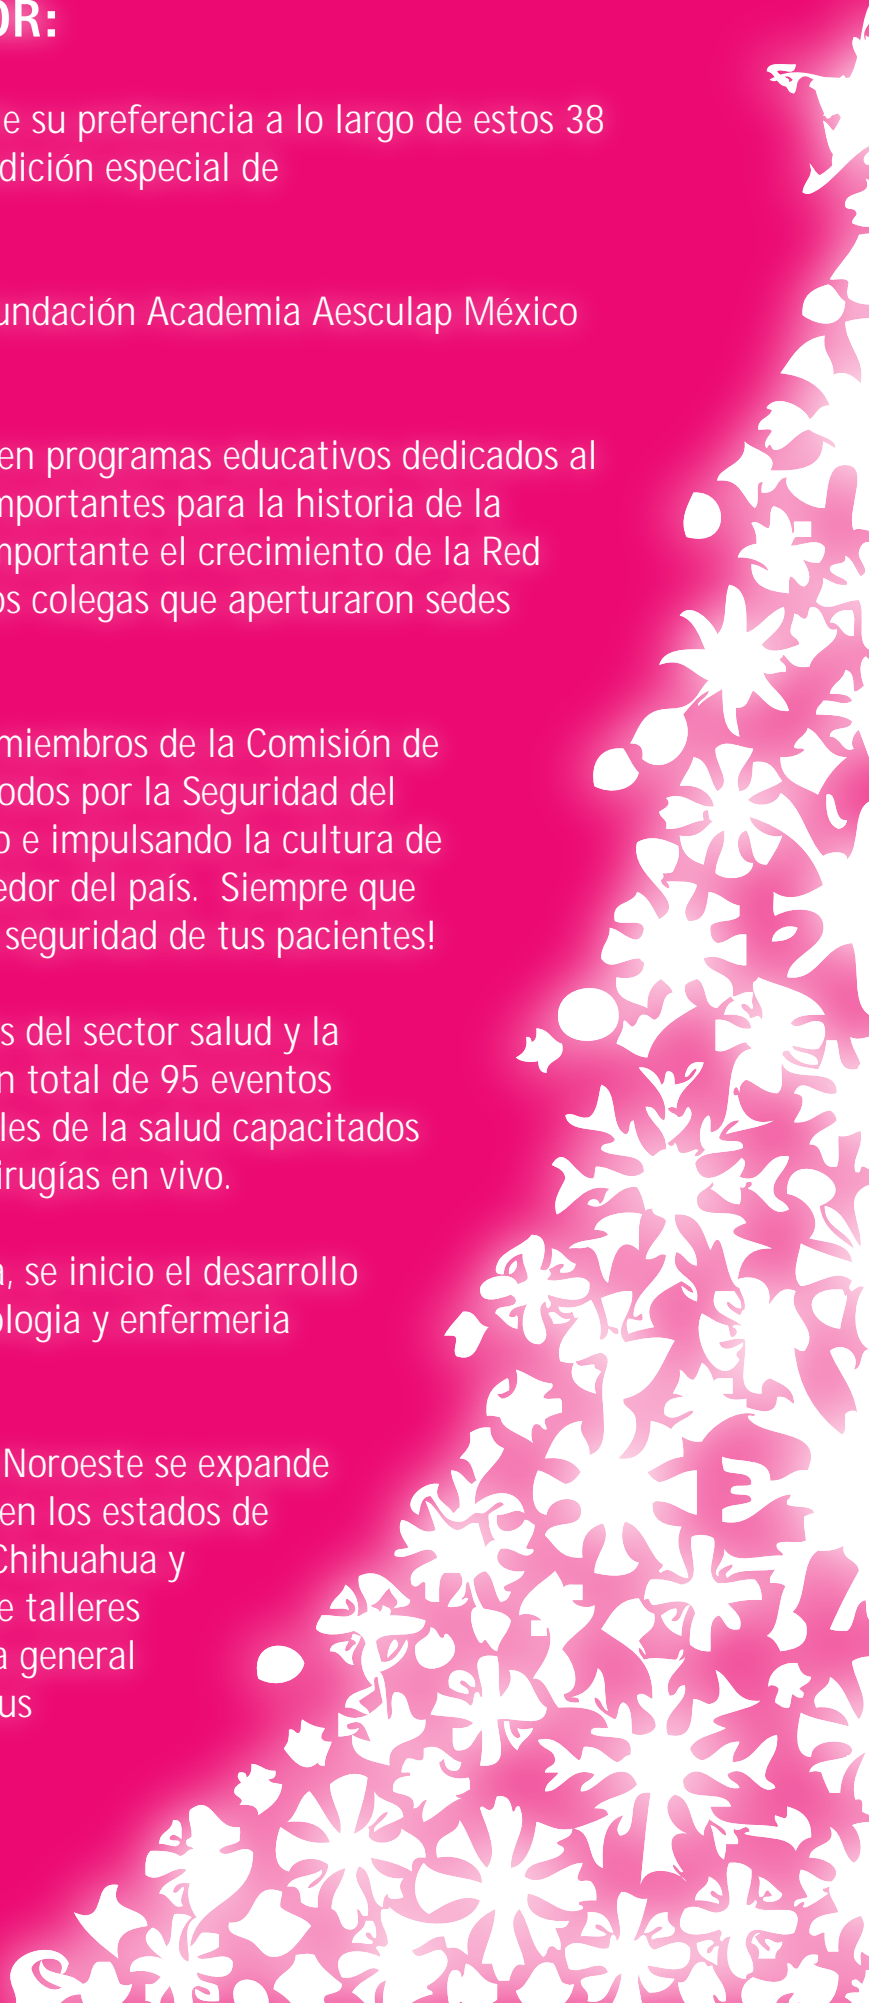 OR:
e su preferencia a lo largo de estos 38
dición especial de
undación Academia Aesculap México
en programas educativos dedicados al
mportantes para la historia de la
mportante el crecimiento de la Red
os colegas que aperturaron sedes
miembros de la Comisión de
odos por la Seguridad del
o e impulsando la cultura de
edor del país.  Siempre que
seguridad de tus pacientes!
s del sector salud y la
n total de 95 eventos
les de la salud capacitados
irugías en vivo.
a, se inicio el desarrollo
ologia y enfermeria
Noroeste se expande
en los estados de
Chihuahua y
e talleres
a general
us